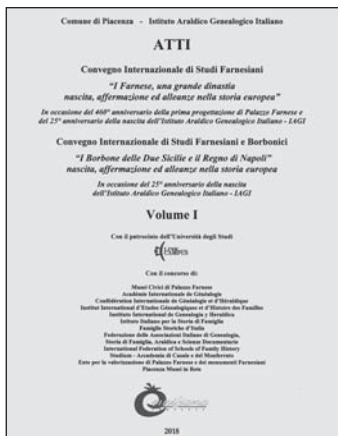 Comune di Piacenza - Istituto Araldico Genealogico Italiano
ATTI
Convegno Internazionale di Studi Farnesiani
"I Farnese, una grande dinastia
nascita, affermazione ed alleanze nella storia europea"
In occasione del 460° anniversario della prima progettazione di Palazzo Farnese e
del 25° anniversario della nascita dell'Istituto Araldico Genealogico Italiano - IAGI
Convegno Internazionale di Studi Farnesiani e Borbonici
"I Borbone delle Due Sicilie e il Regno di Napoli"
nascita, affermazione ed alleanze nella storia europea
In occasione del 25° anniversario della nascita
dell'Istituto Araldico Genealogico Italiano - IAGI
Volume I
Con il patrocinio dell'Università degli Studi
Con il concorso di:
Musei Civici di Palazzo Farnese
Académie Internationale de Généalogie
Confédération Internationale de Généalogie et d'Héraldique
Institut International d'Etudes Généalogiques et d'Histoire des Familles
Instituto International de Genealogia y Heraldica
Istituto Italiano per la Storia di Famiglia
Famiglie Storiche d'Italia
Federazione delle Associazioni Italiane di Genealogia,
Storia di Famiglia, Araldica e Scienze Documentarie
International Federation of Schools of Family History
Studium - Accademia di Casale e del Monferrato
Ente per la valorizzazione di Palazzo Farnese e dei monumenti Farnesiani
Piacenza Musei in Rete
2018